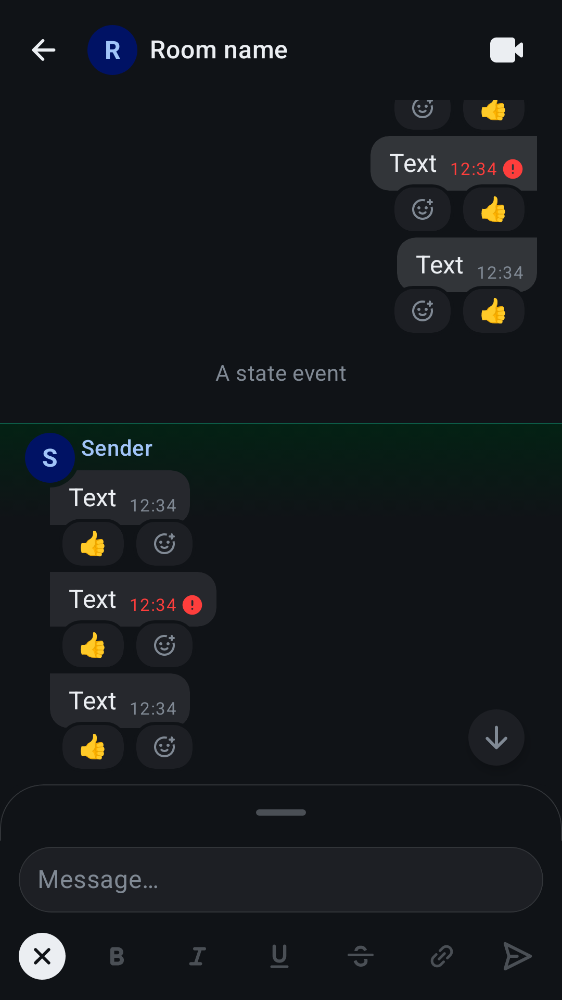 R Room name
Text 12:34
Text 12:34
A state event
S Sender
Text 12:34
Text 12:34
Text 12:34
Message…
B I U S